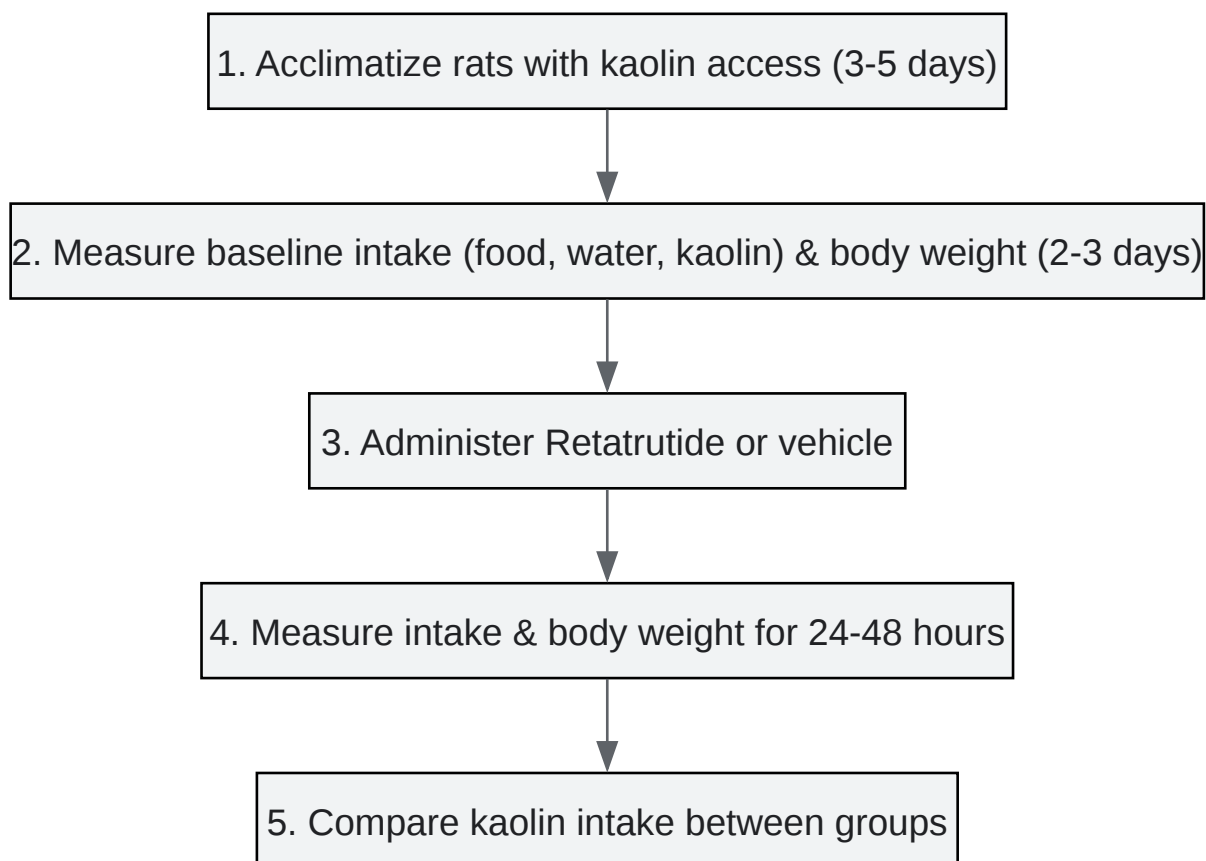 1. Acclimatize rats with kaolin access (3-5 days)
2. Measure baseline intake (food, water, kaolin) & body weight (2-3 days)
3. Administer Retatrutide or vehicle
4. Measure intake & body weight for 24-48 hours
5. Compare kaolin intake between groups